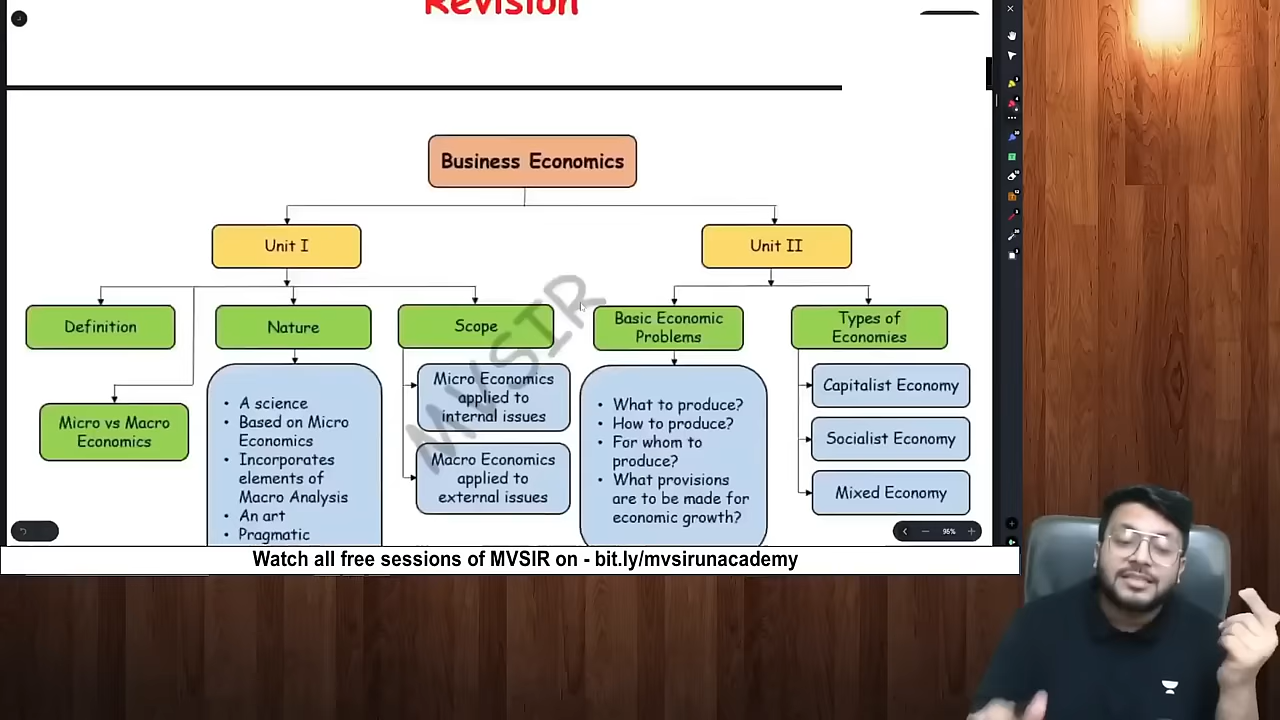 Revision
Business Economics
Unit I
Unit II
Definition
Nature
Scope
Basic Economic
Problems
Types of
Economies
Micro vs Macro
Economics
• A science
• Based on Micro
Economics
• Incorporates
elements of
Macro Analysis
• An art
• Pragmatic
Micro Economics
applied to
internal issues
Macro Economics
applied to
external issues
• What to produce?
• How to produce?
• For whom to
produce?
• What provisions
are to be made for
economic growth?
Capitalist Economy
Socialist Economy
Mixed Economy
MVSIR
96%
Watch all free sessions of MVSIR on - bit.ly/mvsirunacademy